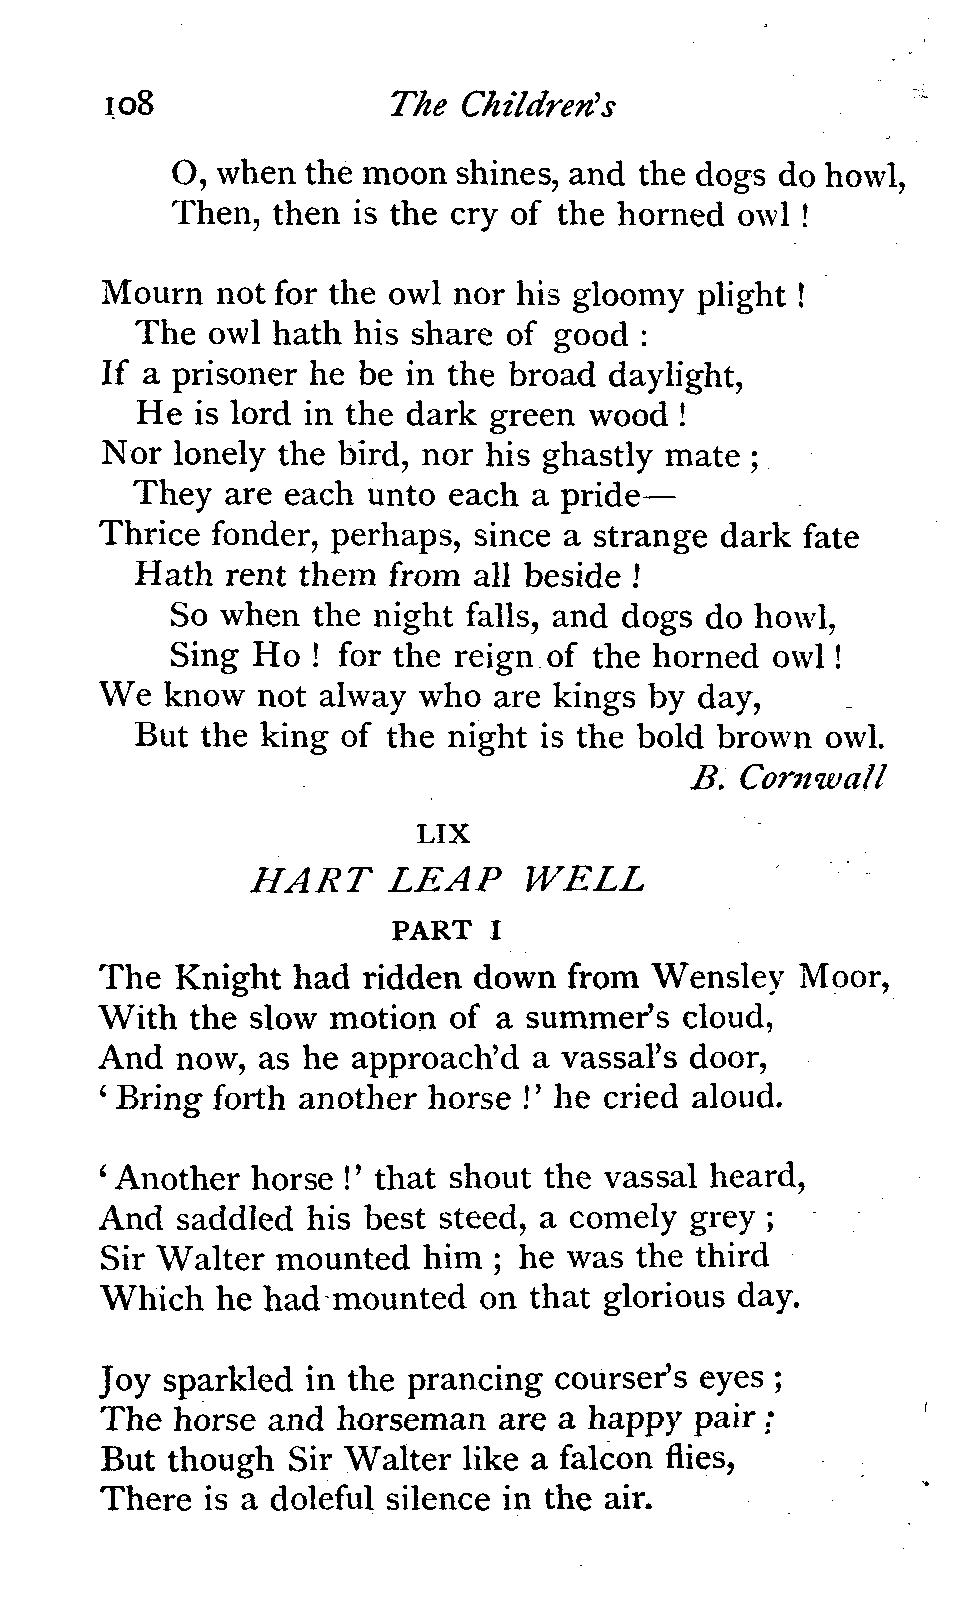 108 The Children's
O, when the moon shines, and the dogs do howl,
Then, then is the cry of the horned owl !
Mourn not for the owl nor his gloomy plight !
The owl hath his share of good :
If a prisoner he be in the broad daylight,
He is lord in the dark green wood !
Nor lonely the bird, nor his ghastly mate ;
They are each unto each a pride—
Thrice fonder, perhaps, since a strange dark fate
Hath rent them from all beside !
So when the night falls, and dogs do howl,
Sing Ho ! for the reign of the horned owl !
We know not alway who are kings by day,
But the king of the night is the bold brown owl.
B. Cornwall
LIX
HART LEAP WELL
PART I
The Knight had ridden down from Wensley Moor,
With the slow motion of a summer's cloud,
And now, as he approach'd a vassal's door,
‘ Bring forth another horse !’ he cried aloud.
‘ Another horse !’ that shout the vassal heard,
And saddled his best steed, a comely grey ;
Sir Walter mounted him ; he was the third
Which he had mounted on that glorious day.
Joy sparkled in the prancing courser's eyes ;
The horse and horseman are a happy pair ;
But though Sir Walter like a falcon flies,
There is a doleful silence in the air.